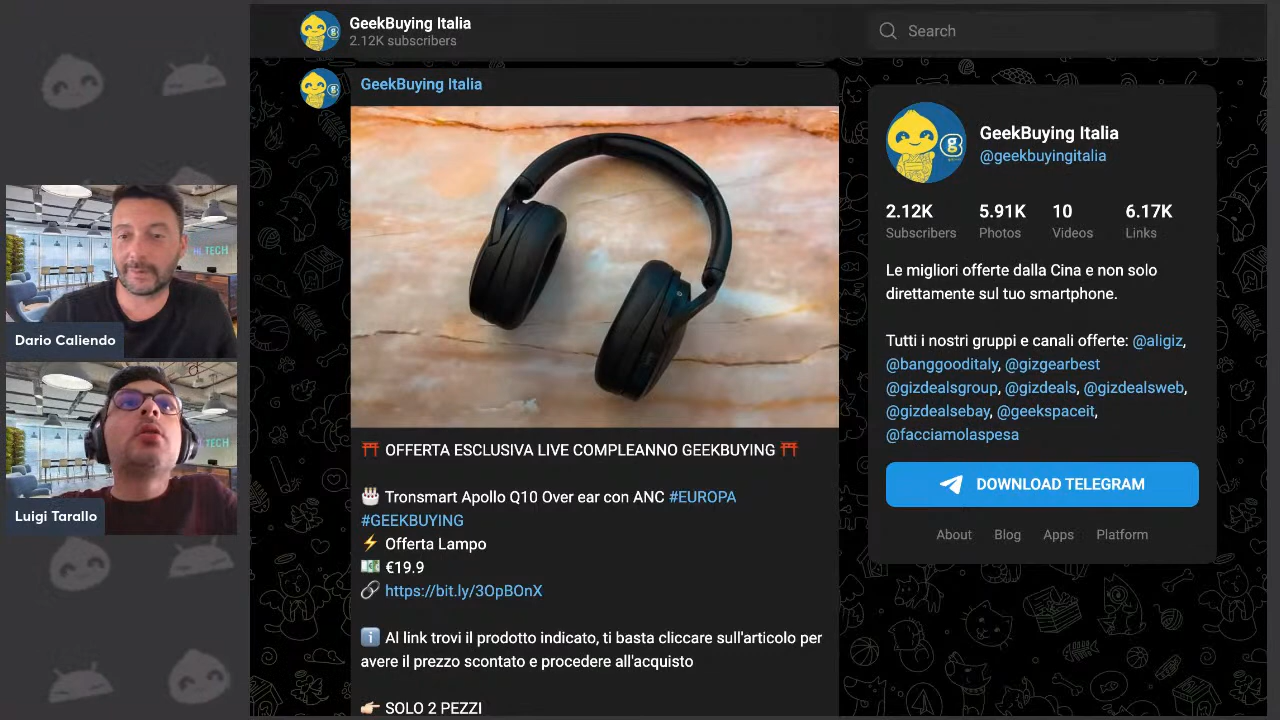 GeekBuying Italia
2.12K subscribers
Search
GeekBuying Italia
GeekBuying Italia
@geekbuyingitalia
2.12K
5.91K
10
6.17K
Subscribers
Photos
Videos
Links
Le migliori offerte dalla Cina e non solo
direttamente sul tuo smartphone.
Tutti i nostri gruppi e canali offerte: @aligiz,
@banggooditaly, @gizgearbest
@gizdealsgroup, @gizdeals, @gizdealsweb,
@gizdealsebay, @geekspaceit,
@facciamolaspesa
DOWNLOAD TELEGRAM
About Blog Apps Platform
TECH
Dario Caliendo
TECH
Luigi Tarallo
⛩ OFFERTA ESCLUSIVA LIVE COMPLEANNO GEEKBUYING ⛩
🎂 Tronsmart Apollo Q10 Over ear con ANC #EUROPA
#GEEKBUYING
⚡ Offerta Lampo
💵 €19.9
🔗 https://bit.ly/3OpBOnX
ℹ️ Al link trovi il prodotto indicato, ti basta cliccare sull'articolo per
avere il prezzo scontato e procedere all'acquisto
👉🏻 SOLO 2 PEZZI